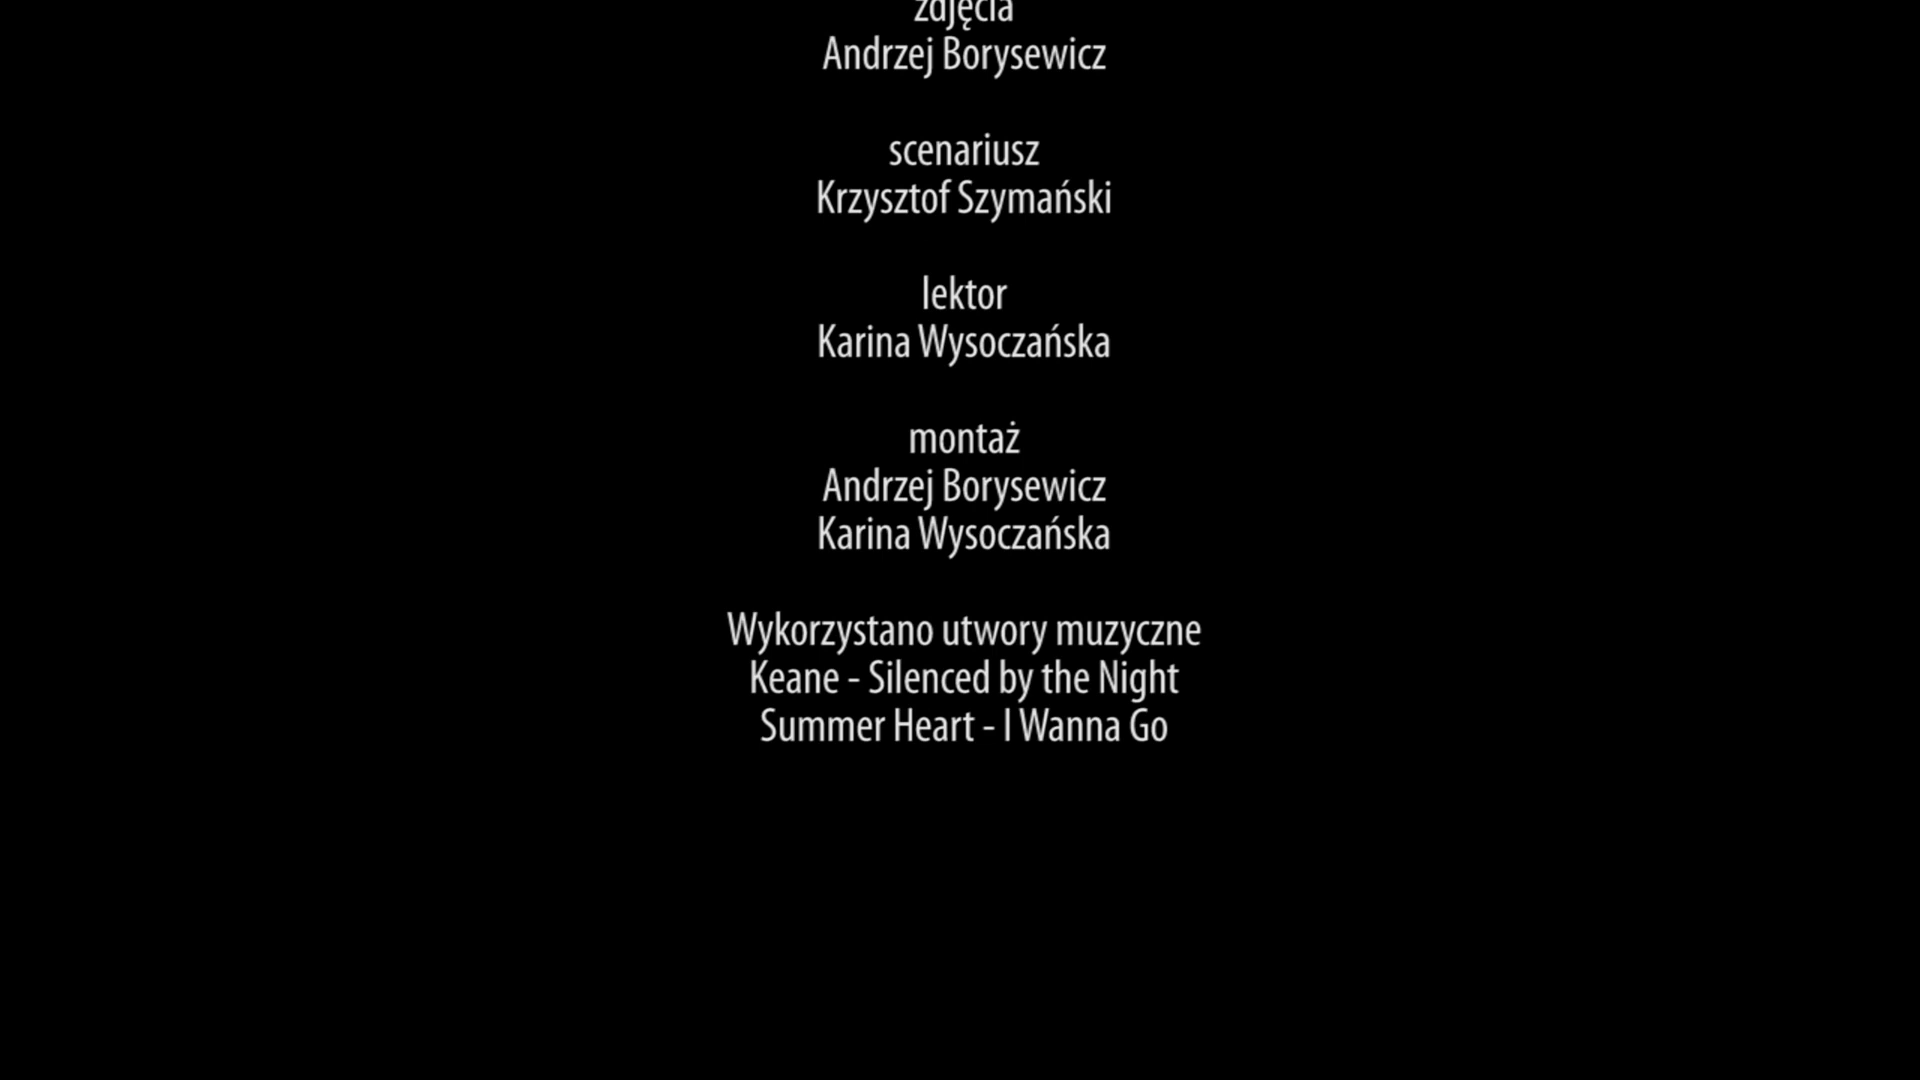 zdjęcia
Andrzej Borysewicz
scenariusz
Krzysztof Szymański
lektor
Karina Wysoczańska
montaż
Andrzej Borysewicz
Karina Wysoczańska
Wykorzystano utwory muzyczne
Keane - Silenced by the Night
Summer Heart - I Wanna Go